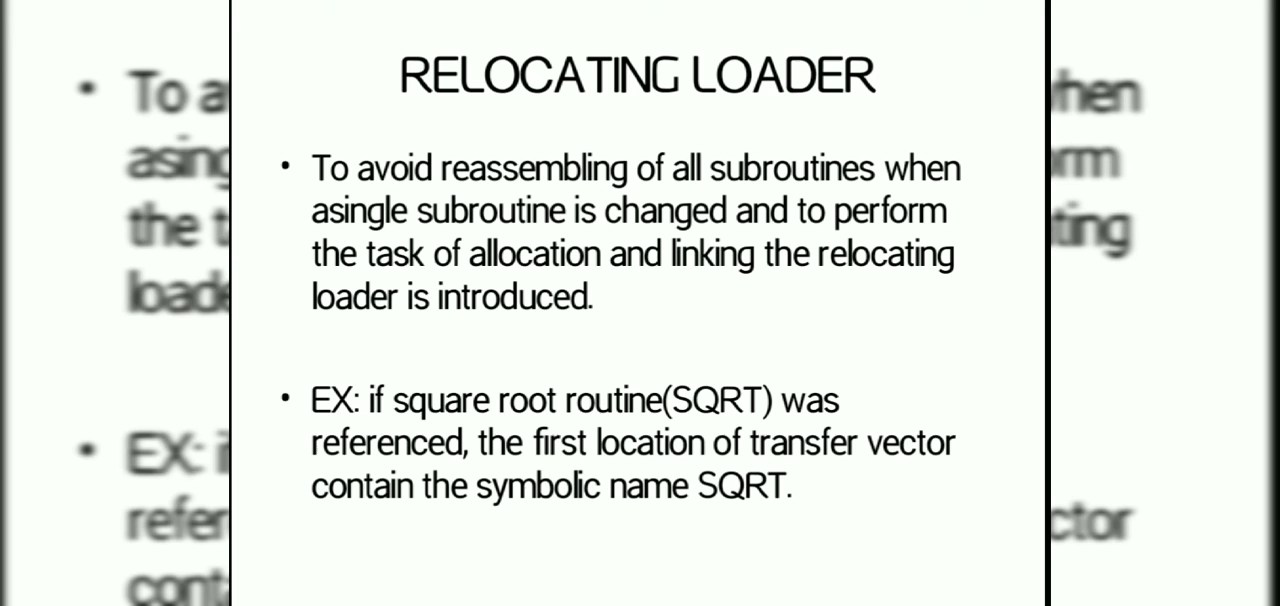 RELOCATING LOADER
• To avoid reassembling of all subroutines when
asingle subroutine is changed and to perform
the task of allocation and linking the relocating
loader is introduced.
• EX: if square root routine(SQRT) was
referenced, the first location of transfer vector
contain the symbolic name SQRT.